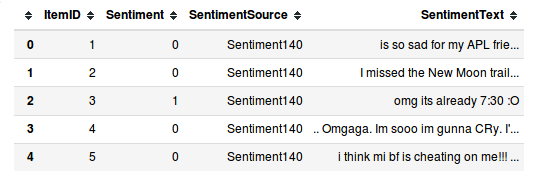 ItemID Sentiment SentimentSource SentimentText
0 1 0 Sentiment140 is so sad for my APL frie...
1 2 0 Sentiment140 I missed the New Moon trail...
2 3 1 Sentiment140 omg its already 7:30 :O
3 4 0 Sentiment140 .. Omgaga. Im sooo im gunna CRy. I'...
4 5 0 Sentiment140 i think mi bf is cheating on me!!! ...